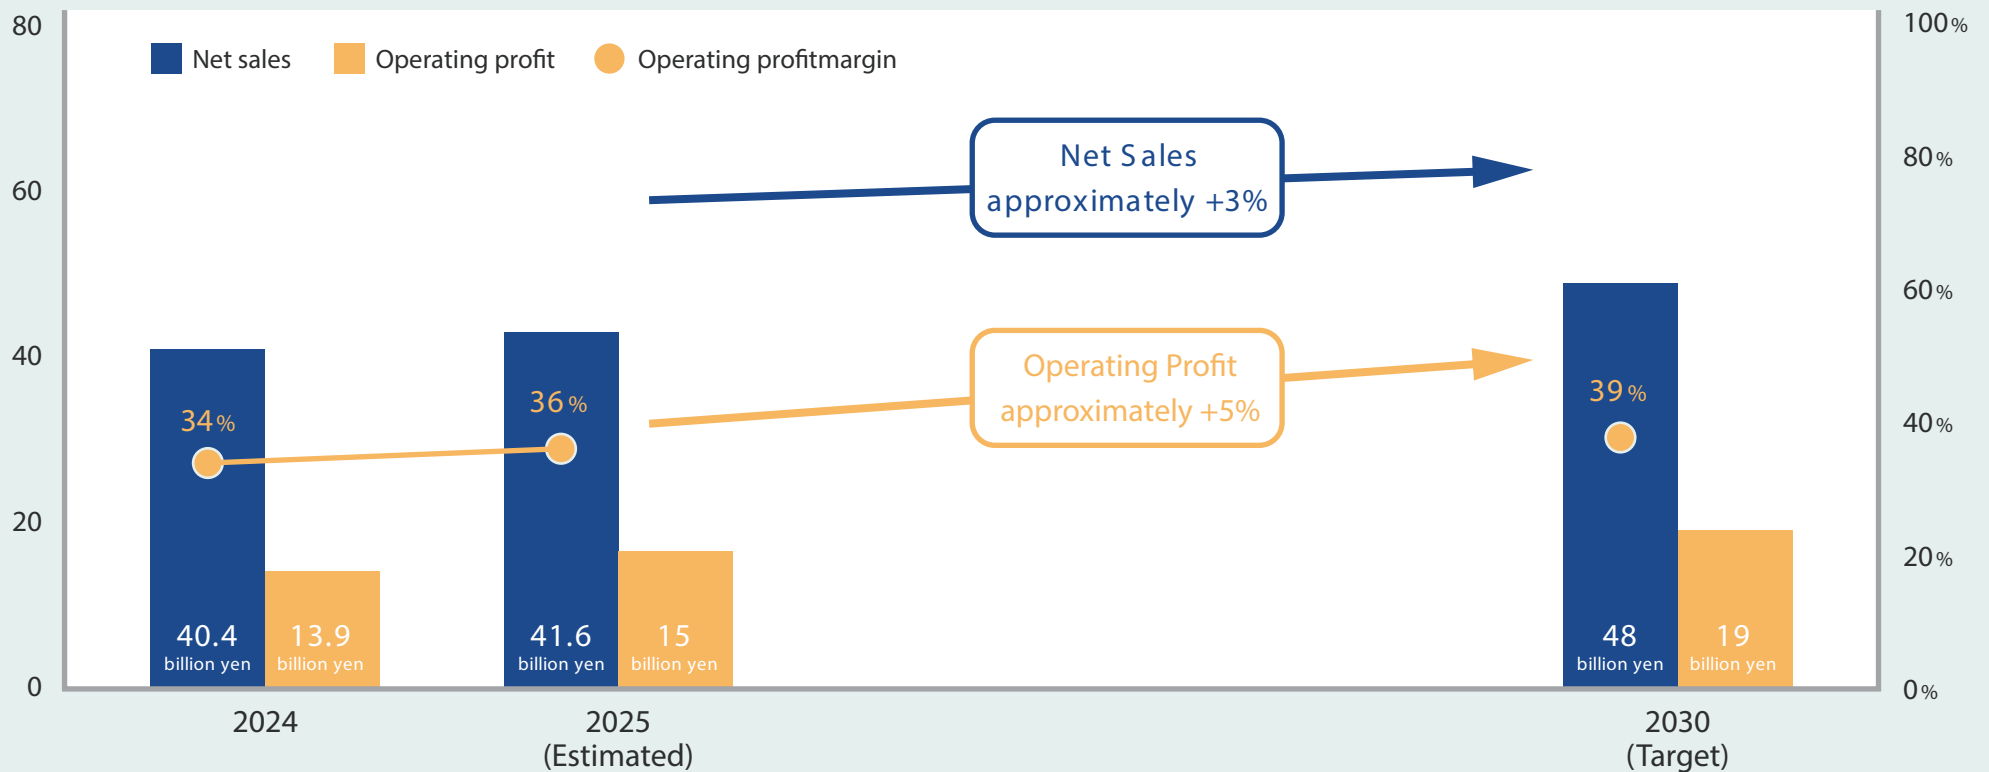 80
60
40
20
0
Net sales
Operating profit
Operating profitmargin
Net Sales
approximately +3%
Operating Profit
approximately +5%
34%
36%
39%
40.4
billion yen
13.9
billion yen
41.6
billion yen
15
billion yen
48
billion yen
19
billion yen
100%
80%
60%
40%
20%
0%
2024
2025
(Estimated)
2030
(Target)